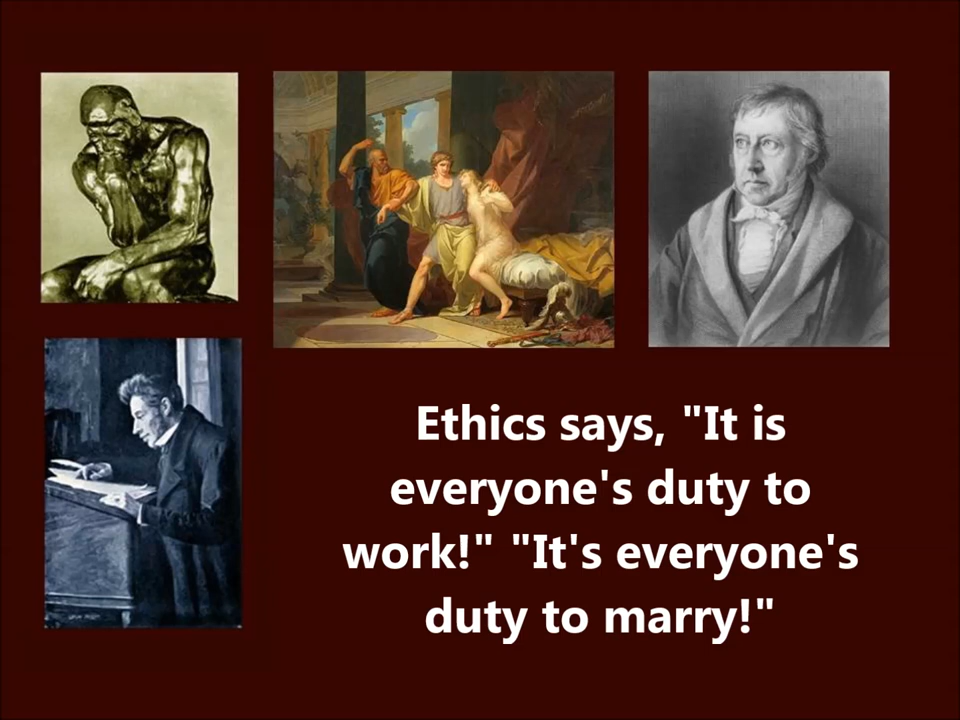 Ethics says, "It is
everyone's duty to
work!" "It's everyone's
duty to marry!"